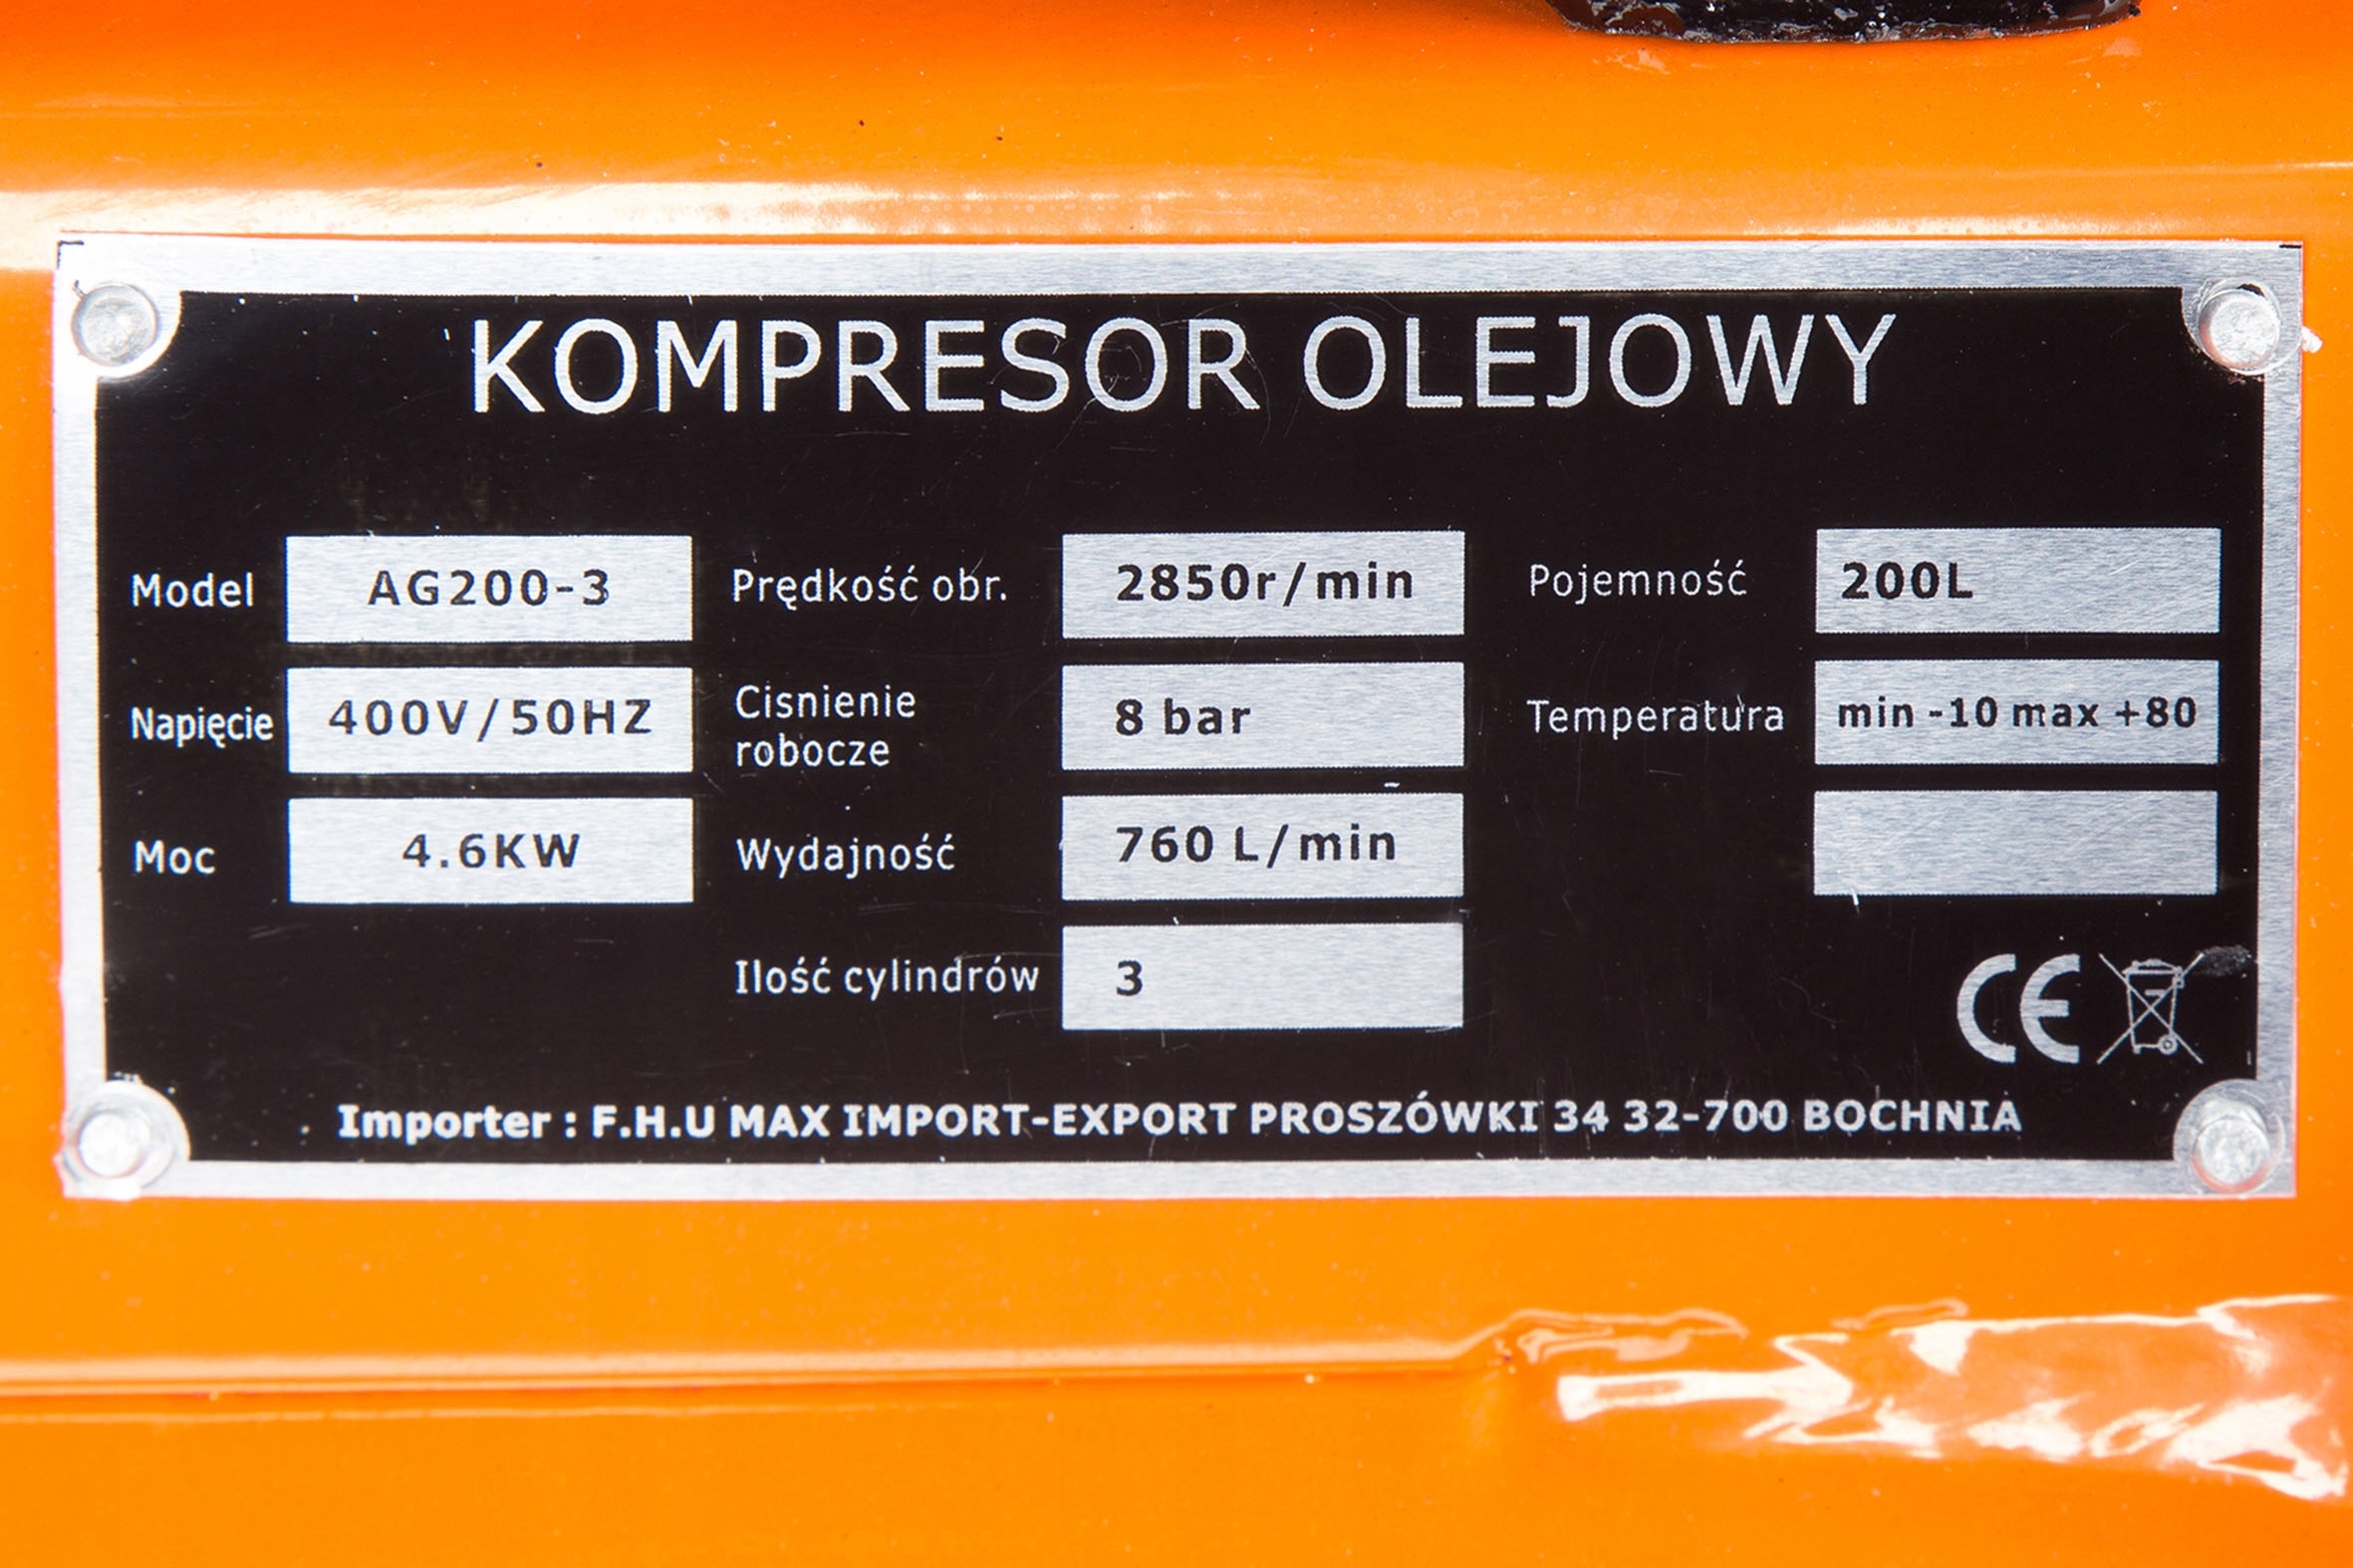 KOMPRESOR OLEJOWY
Model AG200-3 Prędkość obr. 2850r/min Pojemność 200L
Napięcie 400V/50HZ Cisnienie robocze 8 bar Temperatura min -10 max +80
Moc 4.6KW Wydajność 760 L/min
Ilość cylindrów 3
CE
Importer : F.H.U MAX IMPORT-EXPORT PROSZÓWKI 34 32-700 BOCHNIA